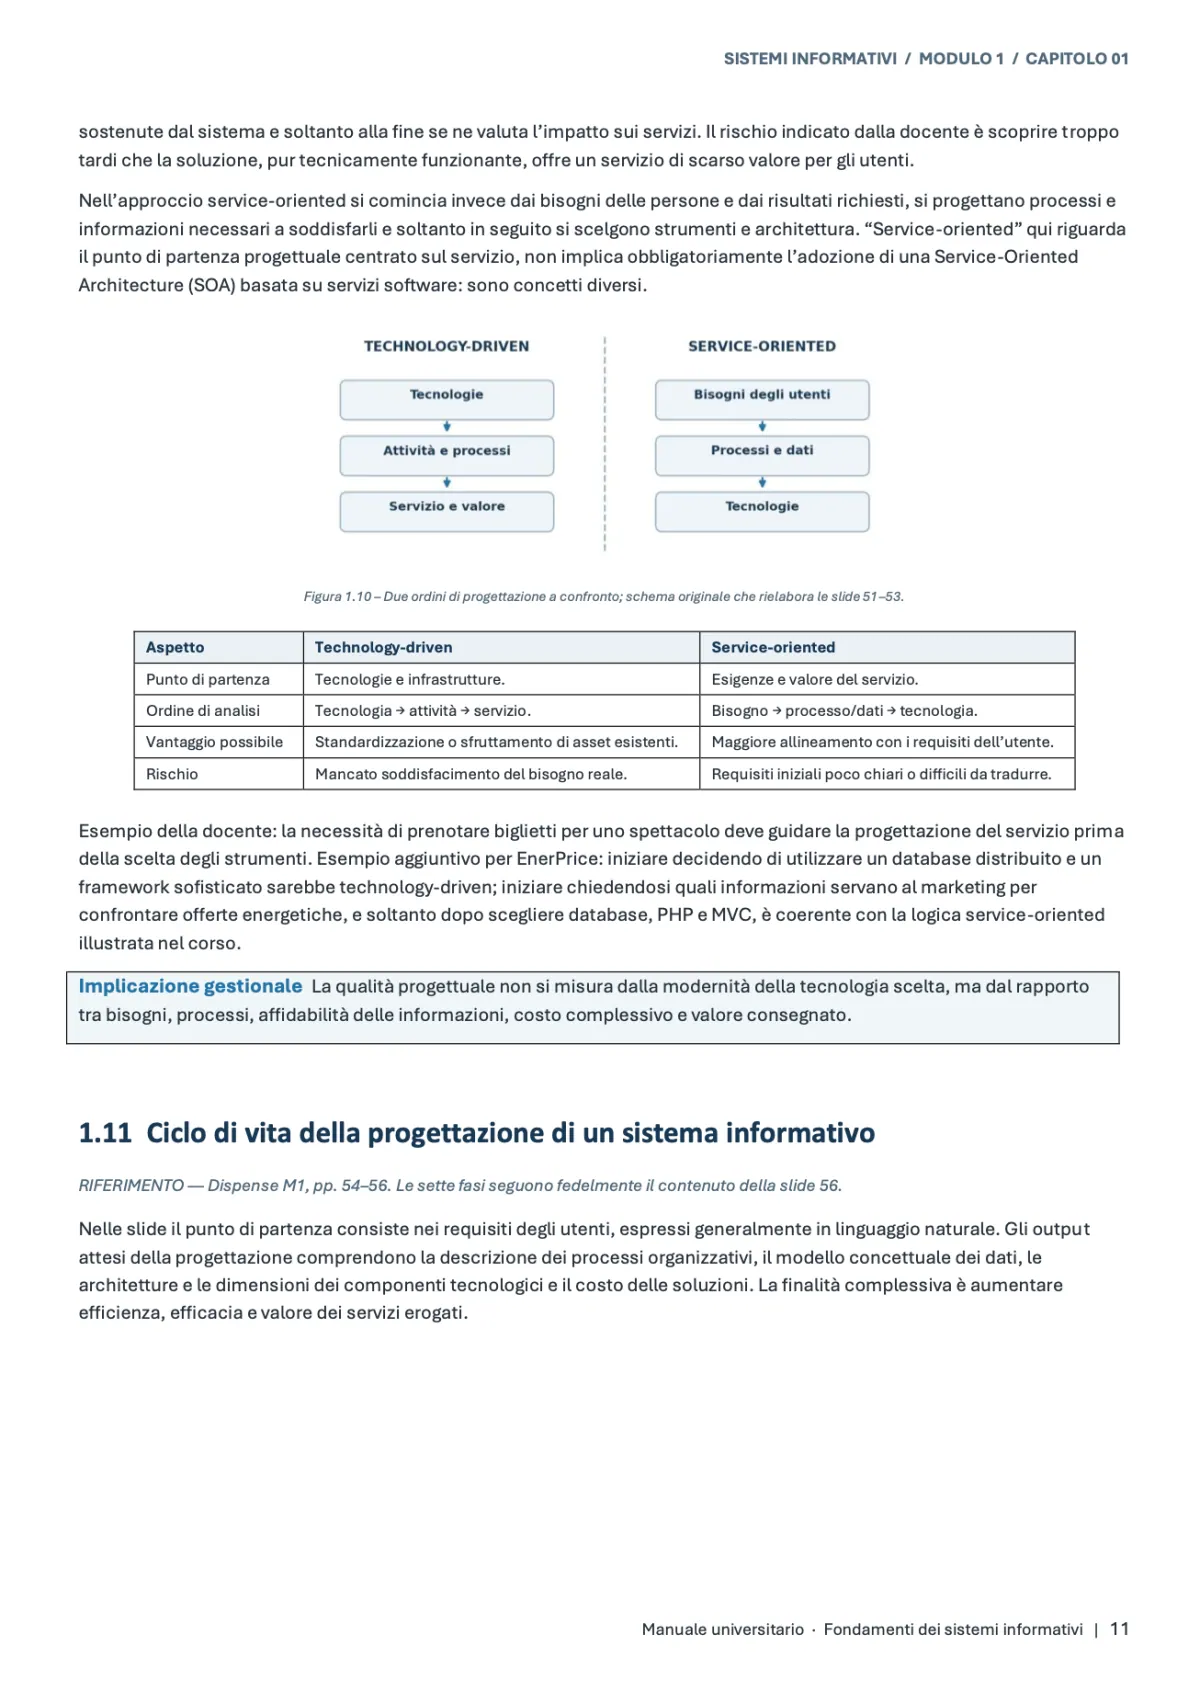 SISTEMI INFORMATIVI / MODULO 1 / CAPITOLO 01
sostenute dal sistema e soltanto alla fine se ne valuta l’impatto sui servizi. Il rischio indicato dalla docente è scoprire troppo
tardi che la soluzione, pur tecnicamente funzionante, offre un servizio di scarso valore per gli utenti.
Nell’approccio service-oriented si comincia invece dai bisogni delle persone e dai risultati richiesti, si progettano processi e
informazioni necessari a soddisfarli e soltanto in seguito si scelgono strumenti e architettura. “Service-oriented” qui riguarda
il punto di partenza progettuale centrato sul servizio, non implica obbligatoriamente l’adozione di una Service-Oriented
Architecture (SOA) basata su servizi software: sono concetti diversi.
TECHNOLOGY-DRIVEN
Tecnologie
Attività e processi
Servizio e valore
SERVICE-ORIENTED
Bisogni degli utenti
Processi e dati
Tecnologie
Figura 1.10 – Due ordini di progettazione a confronto; schema originale che rielabora le slide 51–53.
Aspetto Technology-driven Service-oriented
Punto di partenza Tecnologie e infrastrutture. Esigenze e valore del servizio.
Ordine di analisi Tecnologia → attività → servizio. Bisogno → processo/dati → tecnologia.
Vantaggio possibile Standardizzazione o sfruttamento di asset esistenti. Maggiore allineamento con i requisiti dell’utente.
Rischio Mancato soddisfacimento del bisogno reale. Requisiti iniziali poco chiari o difficili da tradurre.
Esempio della docente: la necessità di prenotare biglietti per uno spettacolo deve guidare la progettazione del servizio prima
della scelta degli strumenti. Esempio aggiuntivo per EnerPrice: iniziare decidendo di utilizzare un database distribuito e un
framework sofisticato sarebbe technology-driven; iniziare chiedendosi quali informazioni servano al marketing per
confrontare offerte energetiche, e soltanto dopo scegliere database, PHP e MVC, è coerente con la logica service-oriented
illustrata nel corso.
Implicazione gestionale La qualità progettuale non si misura dalla modernità della tecnologia scelta, ma dal rapporto
tra bisogni, processi, affidabilità delle informazioni, costo complessivo e valore consegnato.
1.11 Ciclo di vita della progettazione di un sistema informativo
RIFERIMENTO — Dispense M1, pp. 54–56. Le sette fasi seguono fedelmente il contenuto della slide 56.
Nelle slide il punto di partenza consiste nei requisiti degli utenti, espressi generalmente in linguaggio naturale. Gli output
attesi della progettazione comprendono la descrizione dei processi organizzativi, il modello concettuale dei dati, le
architetture e le dimensioni dei componenti tecnologici e il costo delle soluzioni. La finalità complessiva è aumentare
efficienza, efficacia e valore dei servizi erogati.
Manuale universitario · Fondamenti dei sistemi informativi | 11